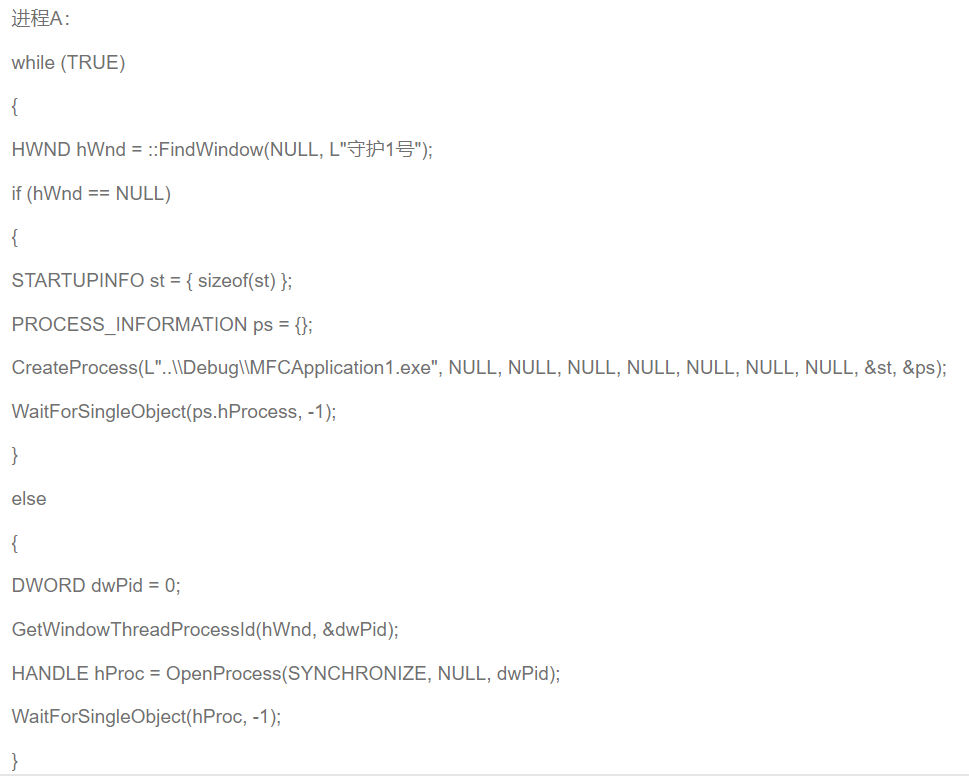 进程A：
while (TRUE)
{
HWND hWnd = ::FindWindow(NULL, L"守护1号");
if (hWnd == NULL)
{
STARTUPINFO st = { sizeof(st) };
PROCESS_INFORMATION ps = {};
CreateProcess(L"..\\Debug\\MFCApplication1.exe", NULL, NULL, NULL, NULL, NULL, NULL, NULL, &st, &ps);
WaitForSingleObject(ps.hProcess, -1);
}
else
{
DWORD dwPid = 0;
GetWindowThreadProcessId(hWnd, &dwPid);
HANDLE hProc = OpenProcess(SYNCHRONIZE, NULL, dwPid);
WaitForSingleObject(hProc, -1);
}